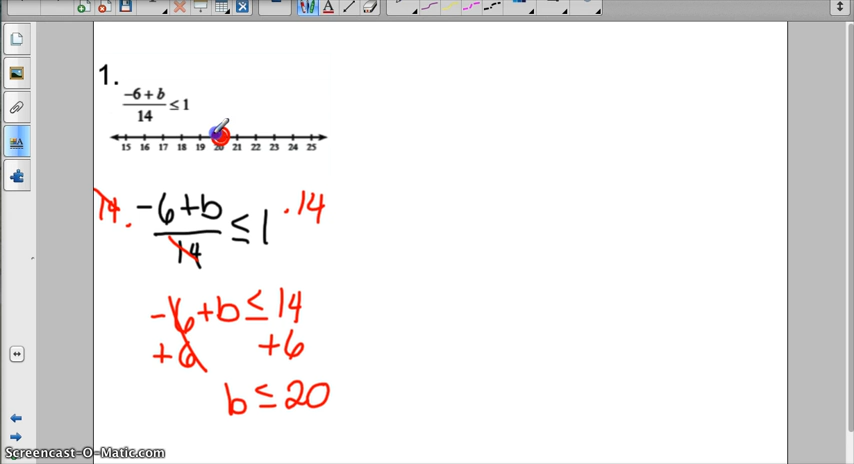 1.
-6 + b
14
≤ 1
15 16 17 18 19 20 21 22 23 24 25
14 · -6 + b ≤ 1 · 14
14
-6 + b ≤ 14
+6 +6
b ≤ 20
Screencast-O-Matic.com